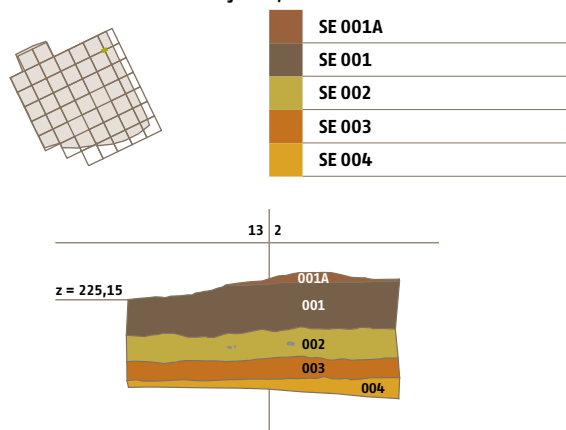 SE 001A
SE 001
SE 002
SE 003
SE 004
13 2
001A
z = 225,15
001
002
003
004